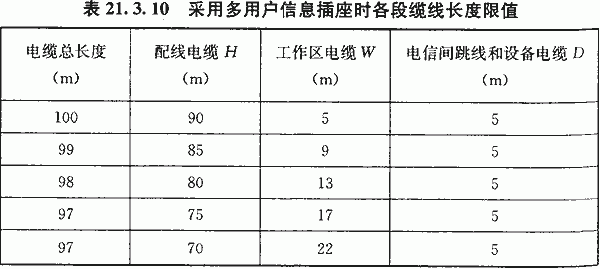 表 21.3.10 采用多用户信息插座时各段缆线长度限值
电缆总长度 配线电缆 H 工作区电缆 W 电信间跳线和设备电缆 D
(m) (m) (m) (m)
100 90 5 5
99 85 9 5
98 80 13 5
97 75 17 5
97 70 22 5